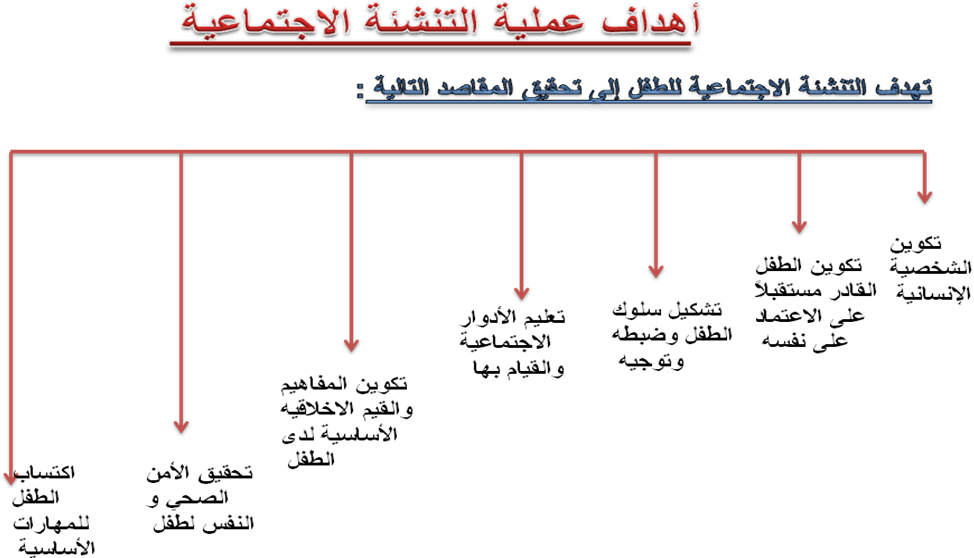 أهداف عملية التنشئة الاجتماعية
تهدف التنشئة الاجتماعية للطفل إلى تحقيق المقاصد التالية :
تكوين
الشخصية
الإنسانية
تكوين الطفل
القادر مستقبلاً
على الاعتماد
على نفسه
تشكيل سلوك
الطفل وضبطه
وتوجيه
تعليم الأدوار
الاجتماعية
والقيام بها
تكوين المفاهيم
والقيم الاخلاقيه
الأساسية لدى
الطفل
تحقيق الأمن
الصحي و
النفس لطفل
اكتساب
الطفل
للمهارات
الأساسية